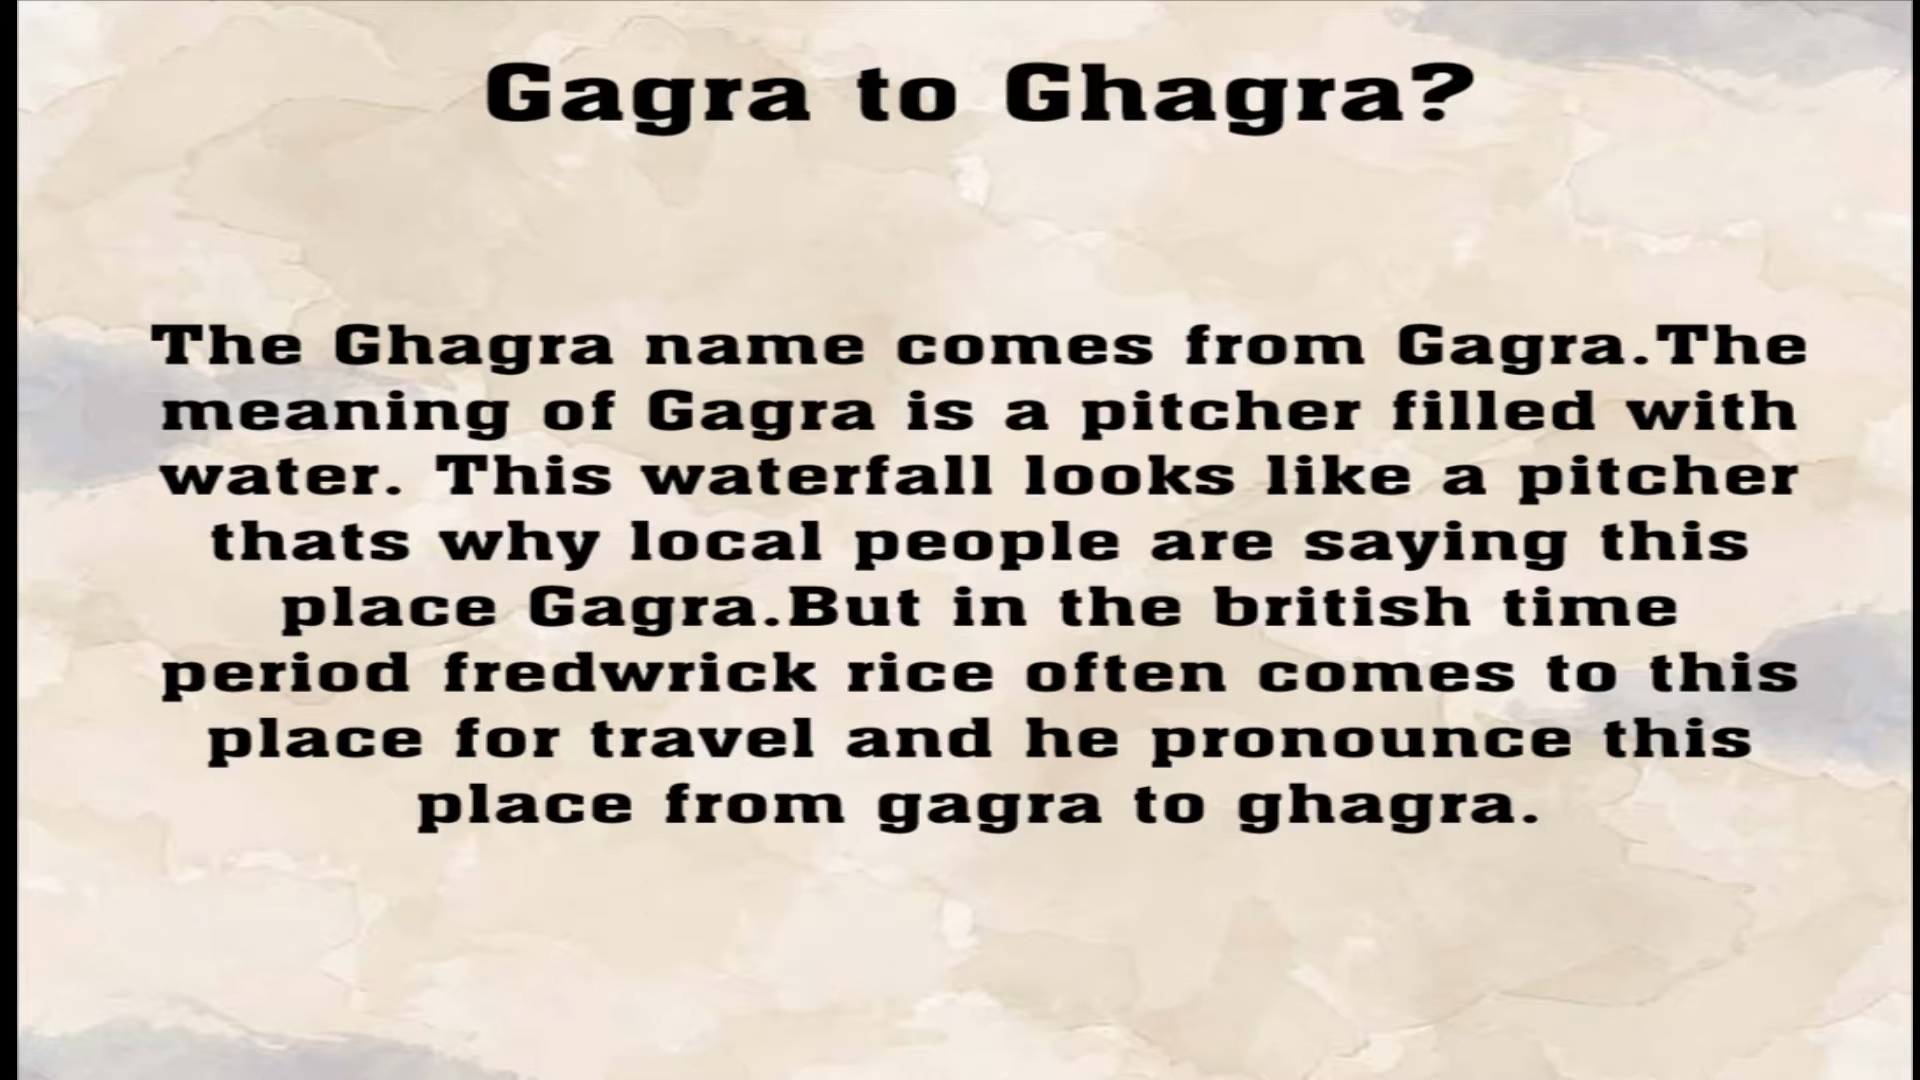 Gagra to Ghagra?
The Ghagra name comes from Gagra.The
meaning of Gagra is a pitcher filled with
water. This waterfall looks like a pitcher
thats why local people are saying this
place Gagra.But in the british time
period fredwrick rice often comes to this
place for travel and he pronounce this
place from gagra to ghagra.